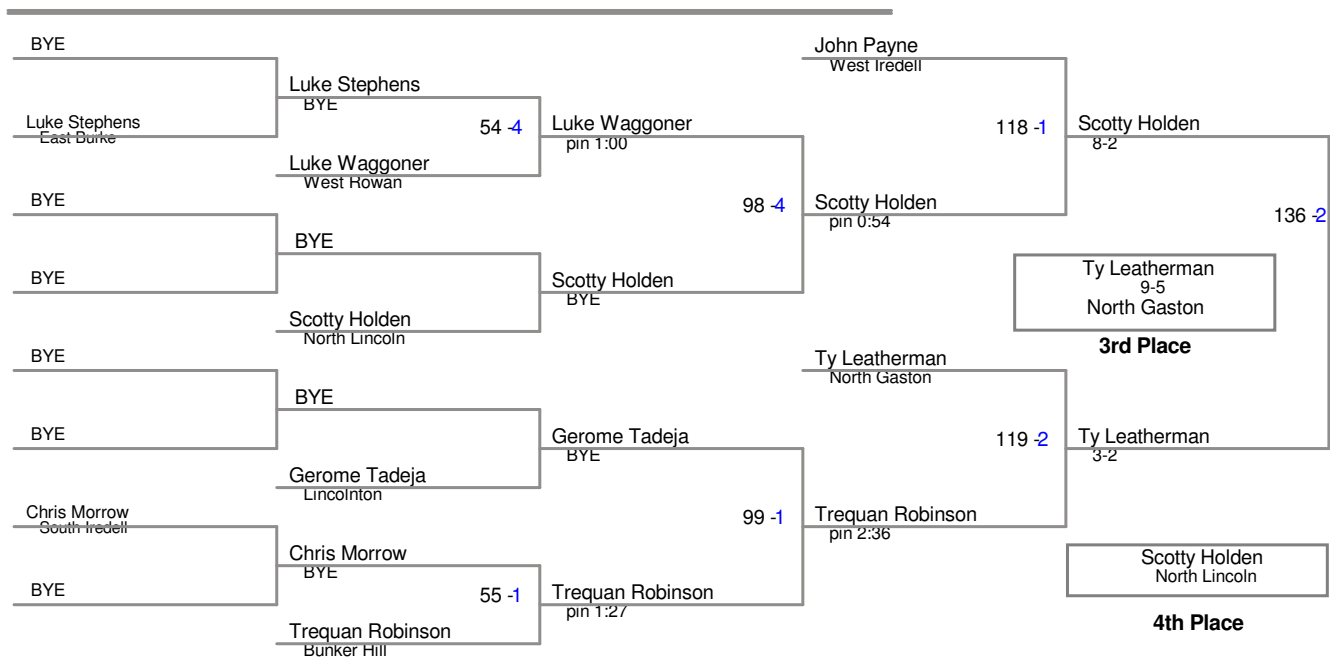 BYE
Luke Stephens
East Burke
BYE
BYE
BYE
BYE
Chris Morrow
South Iredell
BYE
Luke Stephens
BYE
54 -4
Luke Waggoner
West Rowan
BYE
Scotty Holden
North Lincoln
BYE
Gerome Tadeja
Lincolnton
Chris Morrow
BYE
55 -1
Trequan Robinson
Bunker Hill
Luke Waggoner
pin 1:00
98 -4
Scotty Holden
BYE
Gerome Tadeja
BYE
99 -1
Trequan Robinson
pin 1:27
John Payne
West Iredell
118 -1
Scotty Holden
pin 0:54
Ty Leatherman
North Gaston
119 -2
Trequan Robinson
pin 2:36
Scotty Holden
8-2
136 -2
Ty Leatherman
9-5
North Gaston
3rd Place
Ty Leatherman
3-2
Scotty Holden
North Lincoln
4th Place